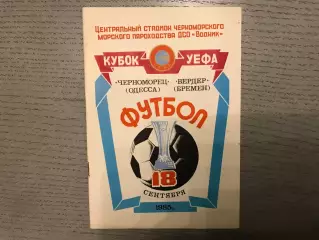 Центральный стадион Черноморского
морского пароходства ДСО «Водник»
КУБОК УЕФА
«ЧЕРНОМОРЕЦ» - «ВЕРДЕР»
(ОДЕССА) (БРЕМЕН)
ФУТБОЛ
18
СЕНТЯБРЯ